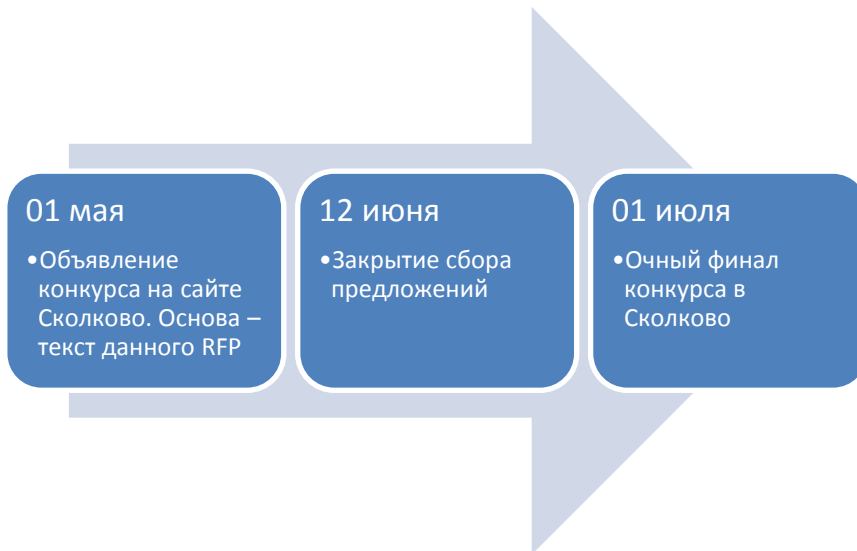 01 мая
•Объявление
конкурса на сайте
Сколково. Основа –
текст данного RFP
12 июня
•Закрытие сбора
предложений
01 июля
•Очный финал
конкурса в
Сколково